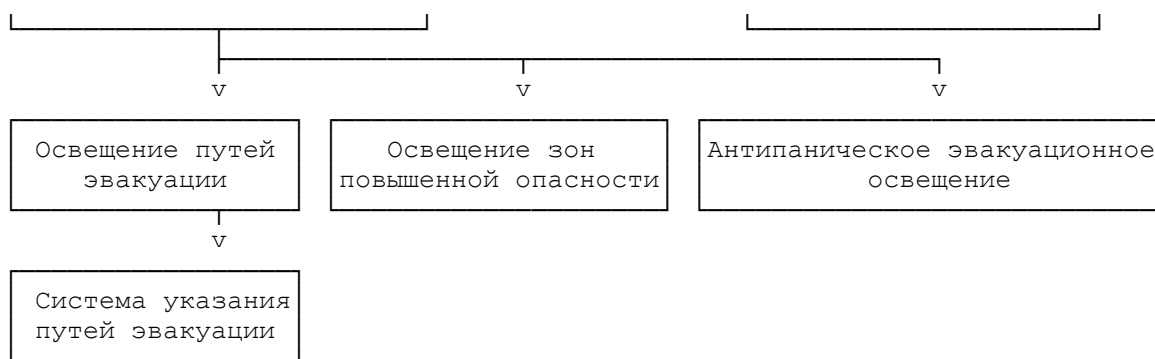 v v v
Освещение путей Освещение зон Антипаническое эвакуационное
эвакуации повышенной опасности освещение
v
Система указания
путей эвакуации